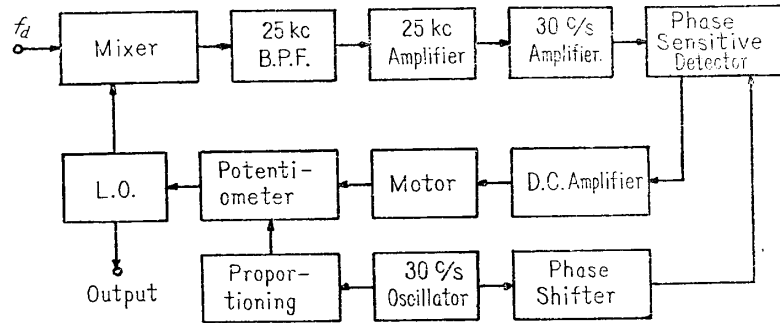 f_d
Mixer
25 kc
B.P.F.
25 kc
Amplifier
30 c/s
Amplifier.
Phase
Sensitive
Detector
L.O.
Potenti-
ometer
Motor
D.C. Amplifier
Output
Propor-
tioning
30 c/s
Oscillator
Phase
Shifter